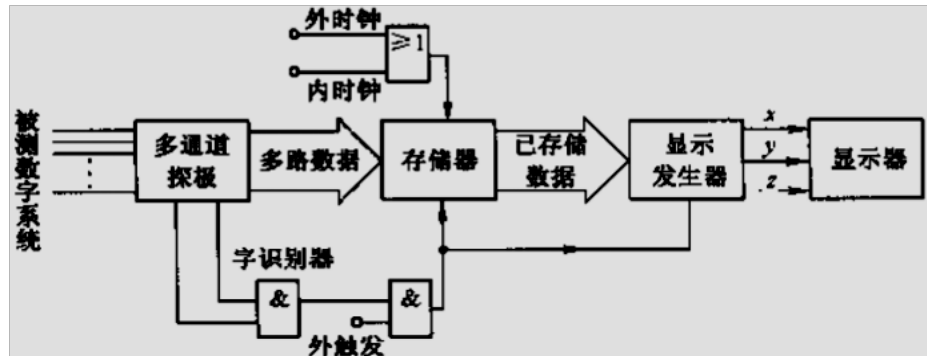 外时钟
≥1
内时钟
被测数字系统
多通道
探极
多路数据
存储器
已存储
数据
显示
发生器
x
y
z
显示器
字识别器
&
&
外触发